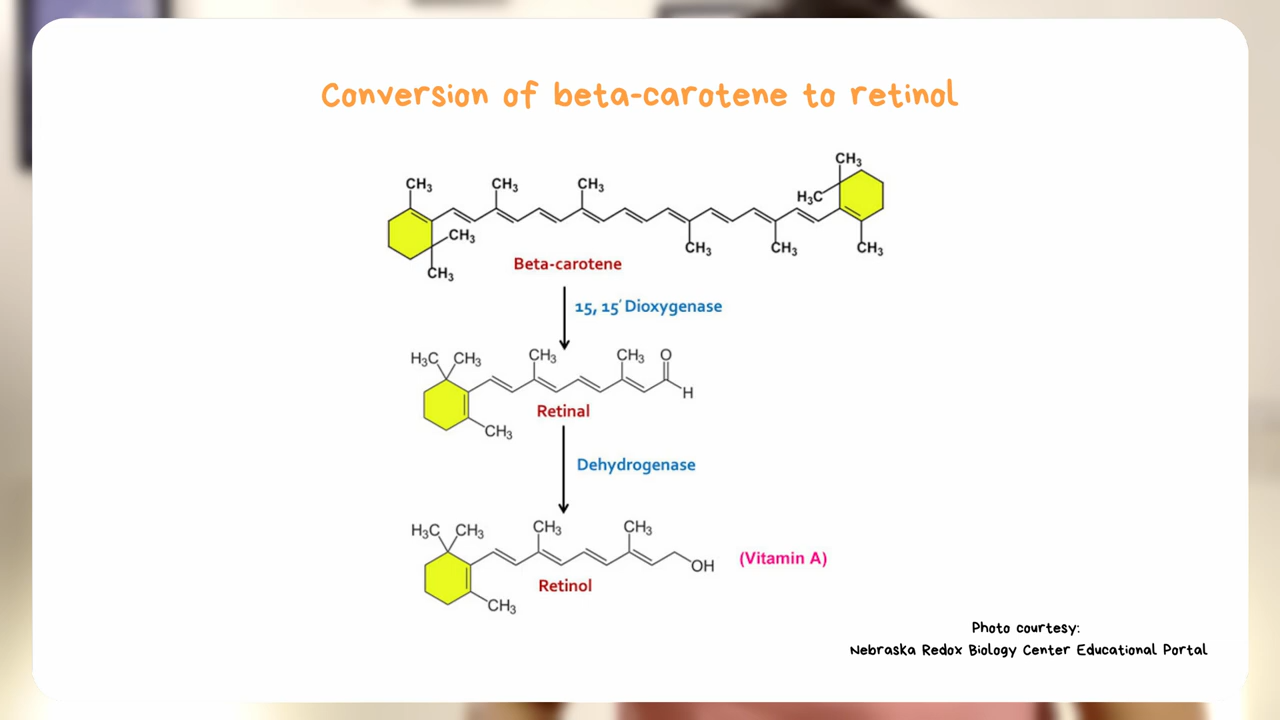 Conversion of beta-carotene to retinol
CH₃
CH₃ CH₃ CH₃
H₃C
CH₃
CH₃ CH₃ CH₃
CH₃
Beta-carotene
15, 15′ Dioxygenase
H₃C CH₃ CH₃ CH₃ O
H
Retinal
CH₃
Dehydrogenase
H₃C CH₃ CH₃ CH₃
OH (Vitamin A)
Retinol
CH₃
Photo courtesy:
Nebraska Redox Biology Center Educational Portal